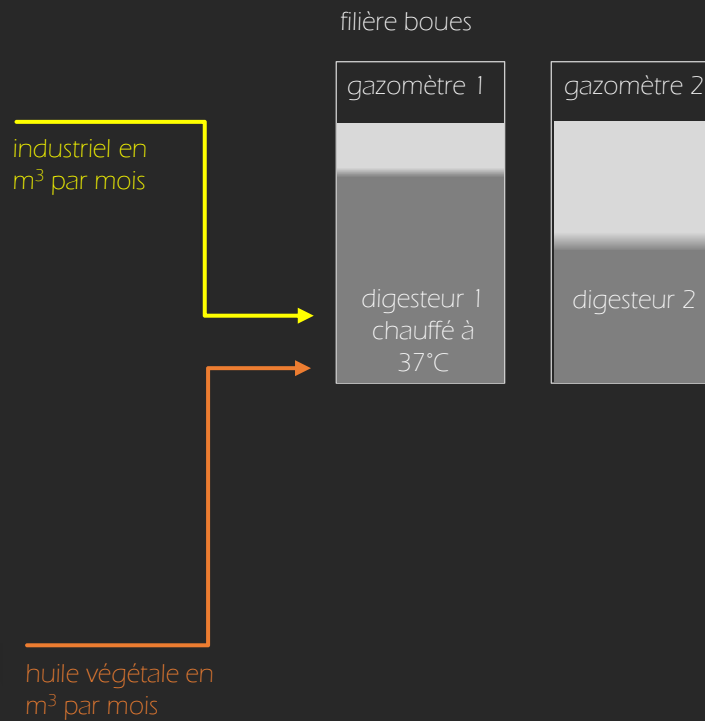 filière boues
gazomètre 1
gazomètre 2
industriel en
m³ par mois
digesteur 1
chauffé à
37°C
digesteur 2
huile végétale en
m³ par mois